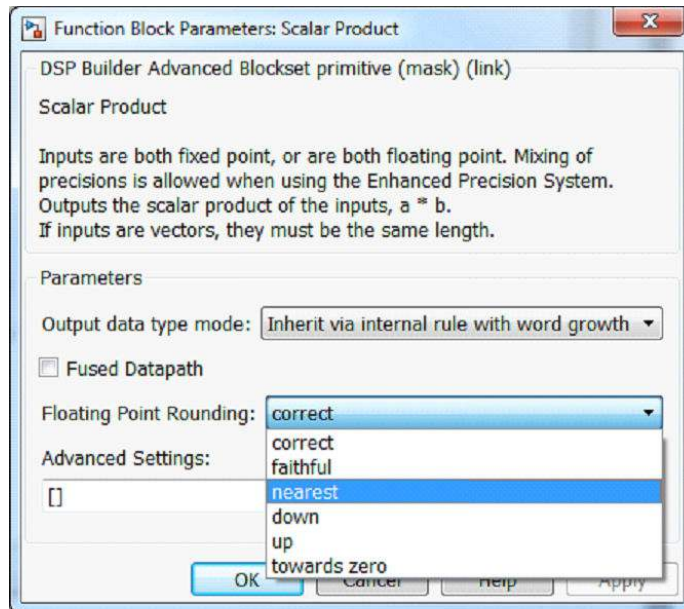 Function Block Parameters: Scalar Product
DSP Builder Advanced Blockset primitive (mask) (link)
Scalar Product
Inputs are both fixed point, or are both floating point. Mixing of
precisions is allowed when using the Enhanced Precision System.
Outputs the scalar product of the inputs, a * b.
If inputs are vectors, they must be the same length.
Parameters
Output data type mode: Inherit via internal rule with word growth
Fused Datapath
Floating Point Rounding: correct
correct
Advanced Settings:
faithful
[] nearest
down
up
towards zero
OK Cancel Help Apply